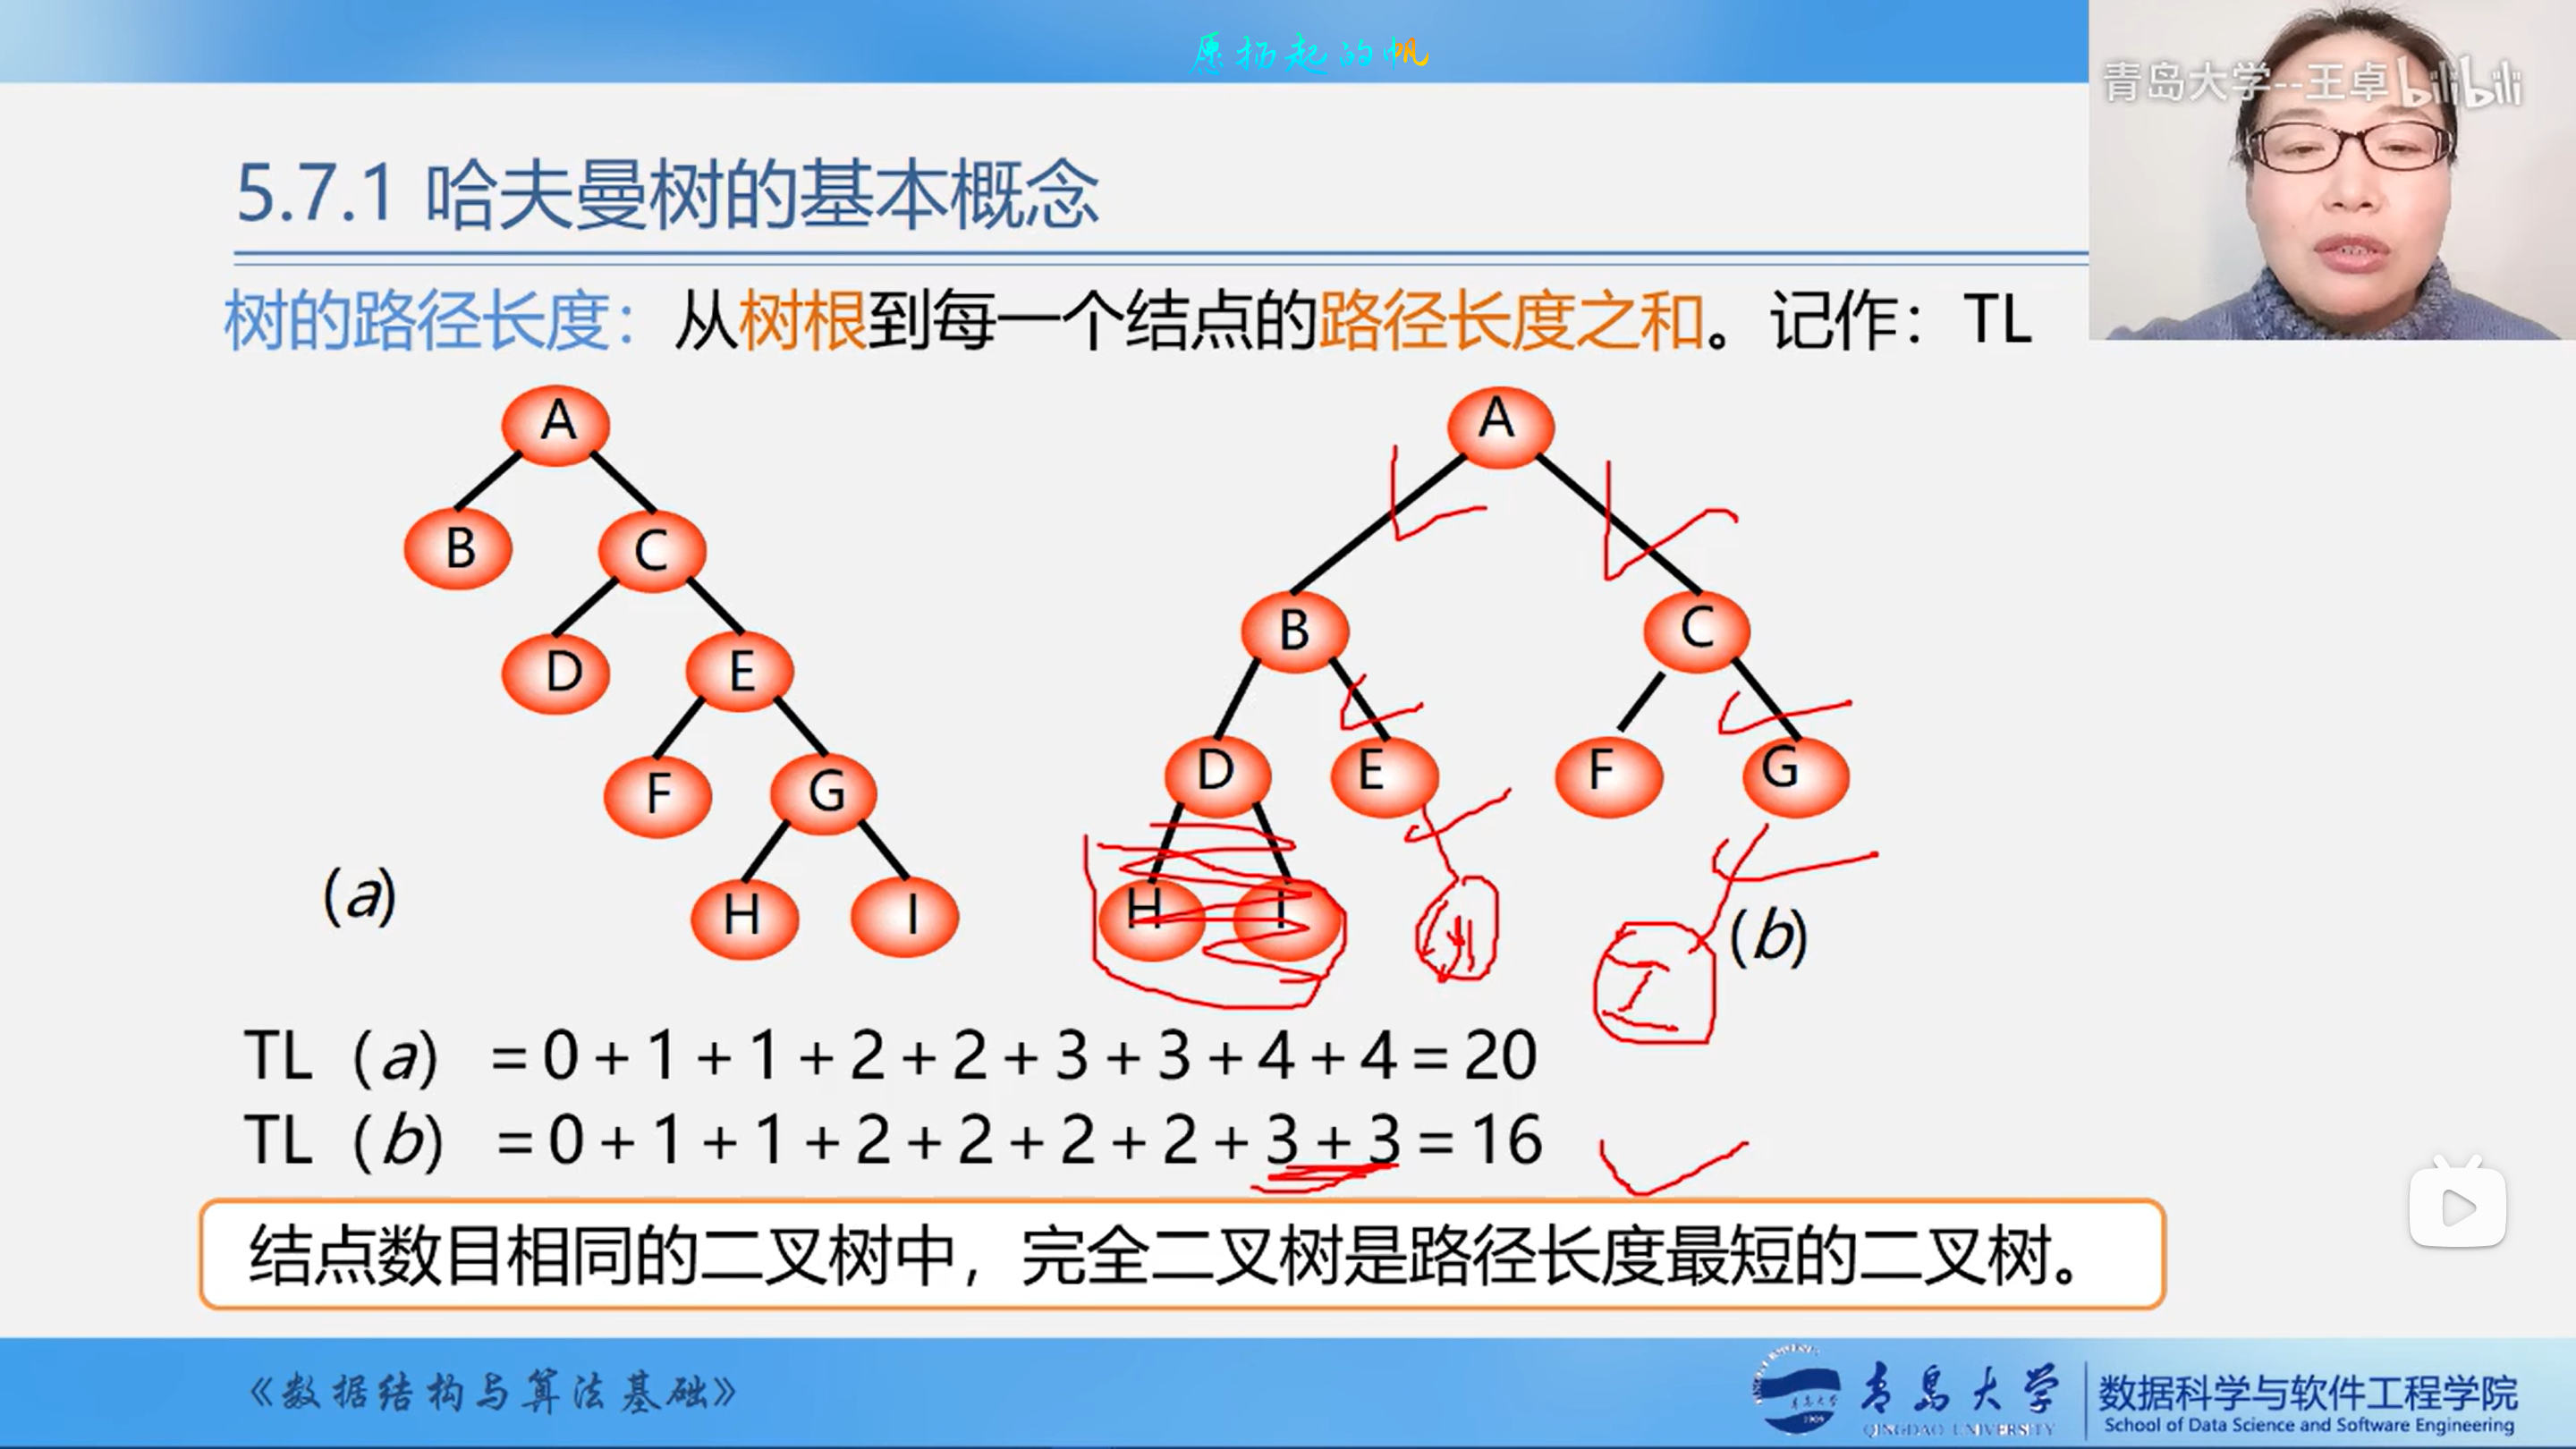 愿扬起的帆
青岛大学--王卓 bilibili
5.7.1 哈夫曼树的基本概念
树的路径长度：从树根到每一个结点的路径长度之和。记作：TL
A
B C
D E
F G
H I
(a)
A
B C
D E F G
H I
H
I
(b)
TL（a） =0+1+1+2+2+3+3+4+4=20
TL（b） =0+1+1+2+2+2+2+3+3=16
结点数目相同的二叉树中，完全二叉树是路径长度最短的二叉树。
《数据结构与算法基础》
青岛大学
QINGDAO UNIVERSITY
数据科学与软件工程学院
School of Data Science and Software Engineering